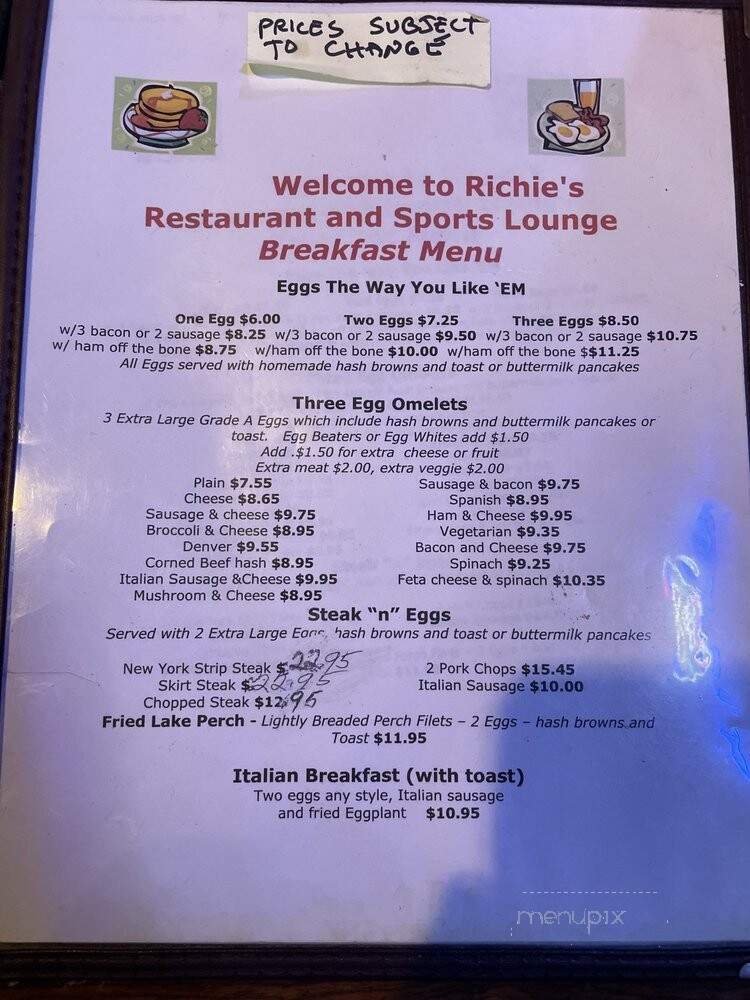 PRICES SUBJECT
TO CHANGE
Welcome to Richie's
Restaurant and Sports Lounge
Breakfast Menu
Eggs The Way You Like ‘EM
One Egg $6.00 Two Eggs $7.25 Three Eggs $8.50
w/3 bacon or 2 sausage $8.25 w/3 bacon or 2 sausage $9.50 w/3 bacon or 2 sausage $10.75
w/ ham off the bone $8.75 w/ham off the bone $10.00 w/ham off the bone $$11.25
All Eggs served with homemade hash browns and toast or buttermilk pancakes
Three Egg Omelets
3 Extra Large Grade A Eggs which include hash browns and buttermilk pancakes or
toast. Egg Beaters or Egg Whites add $1.50
Add .$1.50 for extra cheese or fruit
Extra meat $2.00, extra veggie $2.00
Plain $7.55 Sausage & bacon $9.75
Cheese $8.65 Spanish $8.95
Sausage & cheese $9.75 Ham & Cheese $9.95
Broccoli & Cheese $8.95 Vegetarian $9.35
Denver $9.55 Bacon and Cheese $9.75
Corned Beef hash $8.95 Spinach $9.25
Italian Sausage &Cheese $9.95 Feta cheese & spinach $10.35
Mushroom & Cheese $8.95
Steak “n” Eggs
Served with 2 Extra Large Eggs, hash browns and toast or buttermilk pancakes
New York Strip Steak $22.95 2 Pork Chops $15.45
Skirt Steak $22.95 Italian Sausage $10.00
Chopped Steak $12.95
Fried Lake Perch - Lightly Breaded Perch Filets – 2 Eggs – hash browns and
Toast $11.95
Italian Breakfast (with toast)
Two eggs any style, Italian sausage
and fried Eggplant $10.95
menupix